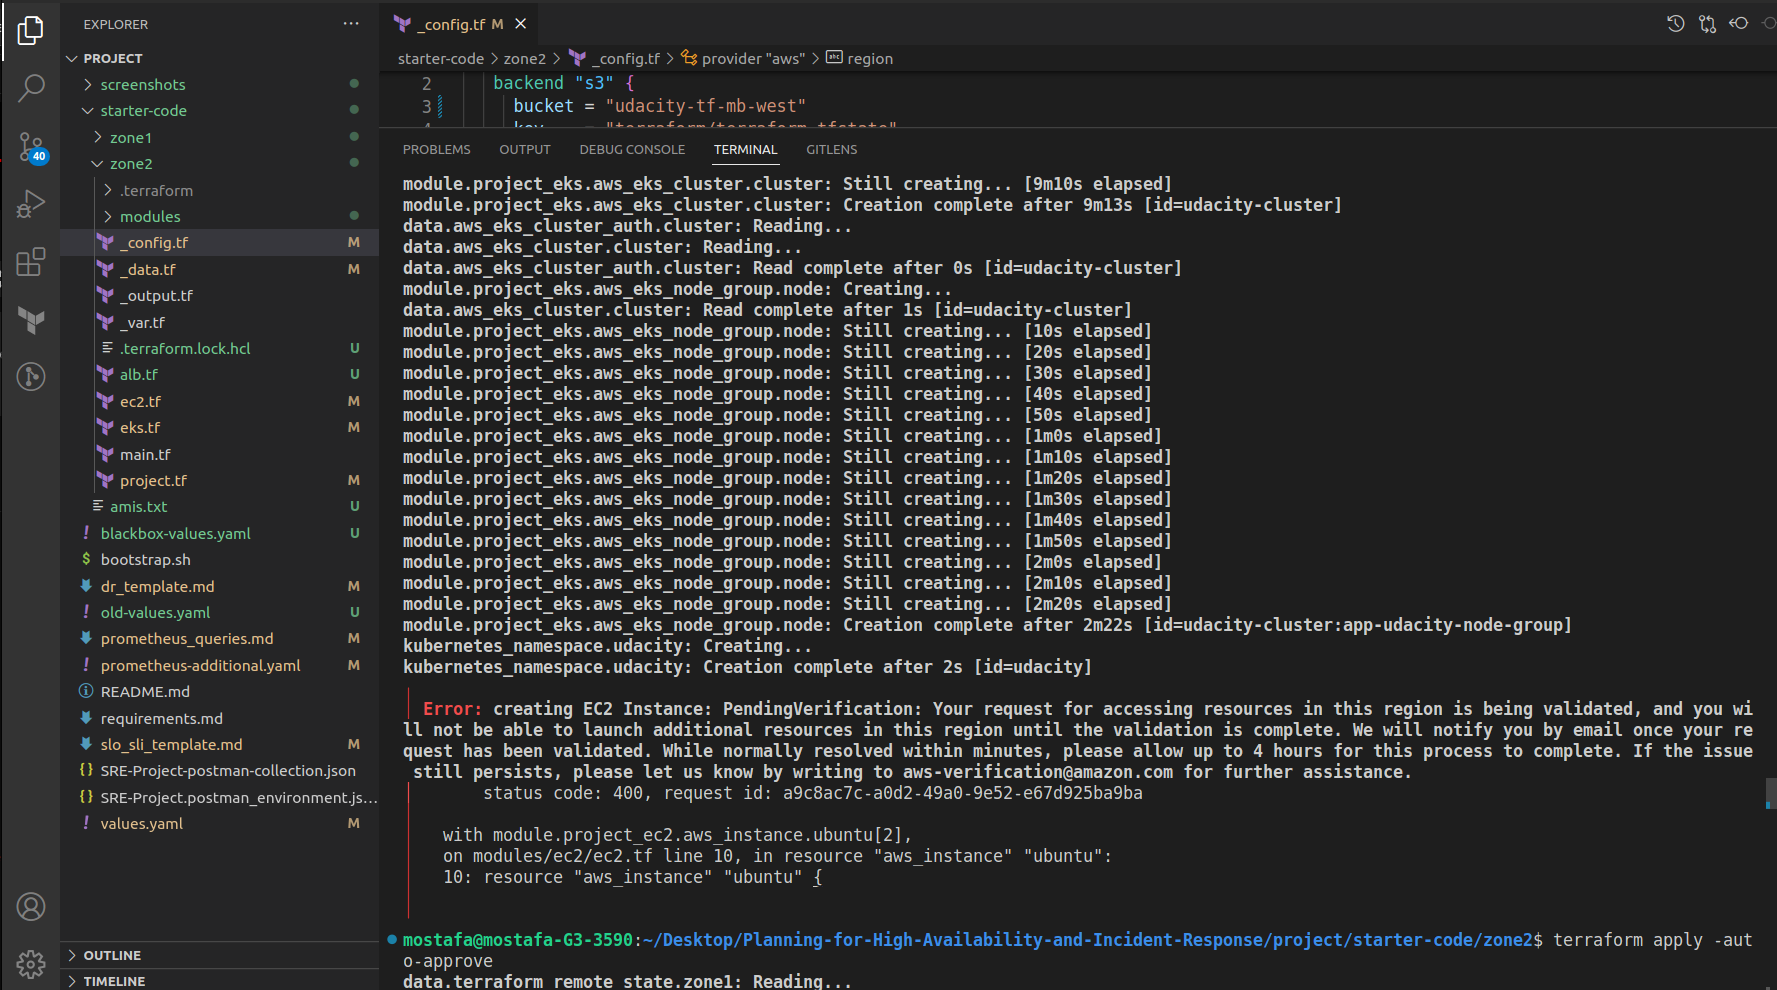 EXPLORER
PROJECT
screenshots
starter-code
zone1
zone2
.terraform
modules
_config.tf M
_data.tf M
_output.tf
_var.tf
.terraform.lock.hcl U
alb.tf U
ec2.tf M
eks.tf M
main.tf
project.tf M
amis.txt U
blackbox-values.yaml U
bootstrap.sh
dr_template.md M
old-values.yaml U
prometheus_queries.md M
prometheus-additional.yaml M
README.md
requirements.md
slo_sli_template.md M
SRE-Project-postman-collection.json
SRE-Project.postman_environment.js...
values.yaml M
OUTLINE
TIMELINE
40
_config.tf M
starter-code > zone2 > _config.tf > provider "aws" > region
2 backend "s3" {
3 bucket = "udacity-tf-mb-west"
4 key = "terraform/terraform.tfstate"
PROBLEMS OUTPUT DEBUG CONSOLE TERMINAL GITLENS
module.project_eks.aws_eks_cluster.cluster: Still creating... [9m10s elapsed]
module.project_eks.aws_eks_cluster.cluster: Creation complete after 9m13s [id=udacity-cluster]
data.aws_eks_cluster_auth.cluster: Reading...
data.aws_eks_cluster.cluster: Reading...
data.aws_eks_cluster_auth.cluster: Read complete after 0s [id=udacity-cluster]
module.project_eks.aws_eks_node_group.node: Creating...
data.aws_eks_cluster.cluster: Read complete after 1s [id=udacity-cluster]
module.project_eks.aws_eks_node_group.node: Still creating... [10s elapsed]
module.project_eks.aws_eks_node_group.node: Still creating... [20s elapsed]
module.project_eks.aws_eks_node_group.node: Still creating... [30s elapsed]
module.project_eks.aws_eks_node_group.node: Still creating... [40s elapsed]
module.project_eks.aws_eks_node_group.node: Still creating... [50s elapsed]
module.project_eks.aws_eks_node_group.node: Still creating... [1m0s elapsed]
module.project_eks.aws_eks_node_group.node: Still creating... [1m10s elapsed]
module.project_eks.aws_eks_node_group.node: Still creating... [1m20s elapsed]
module.project_eks.aws_eks_node_group.node: Still creating... [1m30s elapsed]
module.project_eks.aws_eks_node_group.node: Still creating... [1m40s elapsed]
module.project_eks.aws_eks_node_group.node: Still creating... [1m50s elapsed]
module.project_eks.aws_eks_node_group.node: Still creating... [2m0s elapsed]
module.project_eks.aws_eks_node_group.node: Still creating... [2m10s elapsed]
module.project_eks.aws_eks_node_group.node: Still creating... [2m20s elapsed]
module.project_eks.aws_eks_node_group.node: Creation complete after 2m22s [id=udacity-cluster:app-udacity-node-group]
kubernetes_namespace.udacity: Creating...
kubernetes_namespace.udacity: Creation complete after 2s [id=udacity]
Error: creating EC2 Instance: PendingVerification: Your request for accessing resources in this region is being validated, and you wi
ll not be able to launch additional resources in this region until the validation is complete. We will notify you by email once your re
quest has been validated. While normally resolved within minutes, please allow up to 4 hours for this process to complete. If the issue
still persists, please let us know by writing to aws-verification@amazon.com for further assistance.
status code: 400, request id: a9c8ac7c-a0d2-49a0-9e52-e67d925ba9ba
with module.project_ec2.aws_instance.ubuntu[2],
on modules/ec2/ec2.tf line 10, in resource "aws_instance" "ubuntu":
10: resource "aws_instance" "ubuntu" {
mostafa@mostafa-G3-3590:~/Desktop/Planning-for-High-Availability-and-Incident-Response/project/starter-code/zone2$ terraform apply -aut
o-approve
data.terraform_remote_state.zone1: Reading...